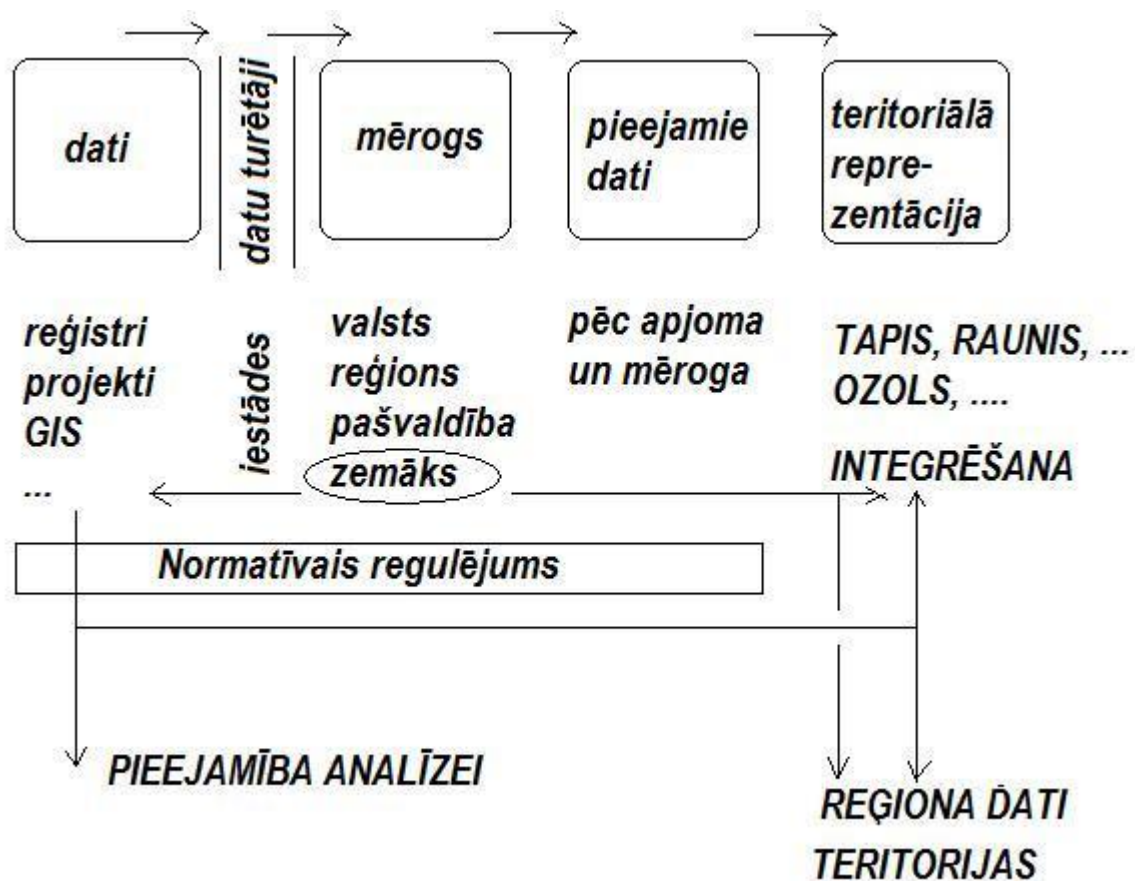 dati
datu turētāji
mērogs
pieejamie
dati
teritoriālā
repre-
zentācija
reģistri
projekti
GIS
...
iestādes
valsts
reģions
pašvaldība
zemāks
pēc apjoma
un mēroga
TAPIS, RAUNIS, ...
OZOLS, ....
INTEGRĒŠANA
Normatīvais regulējums
PIEEJAMĪBA ANALĪZEI
REĢIONA DATI
TERITORIJAS